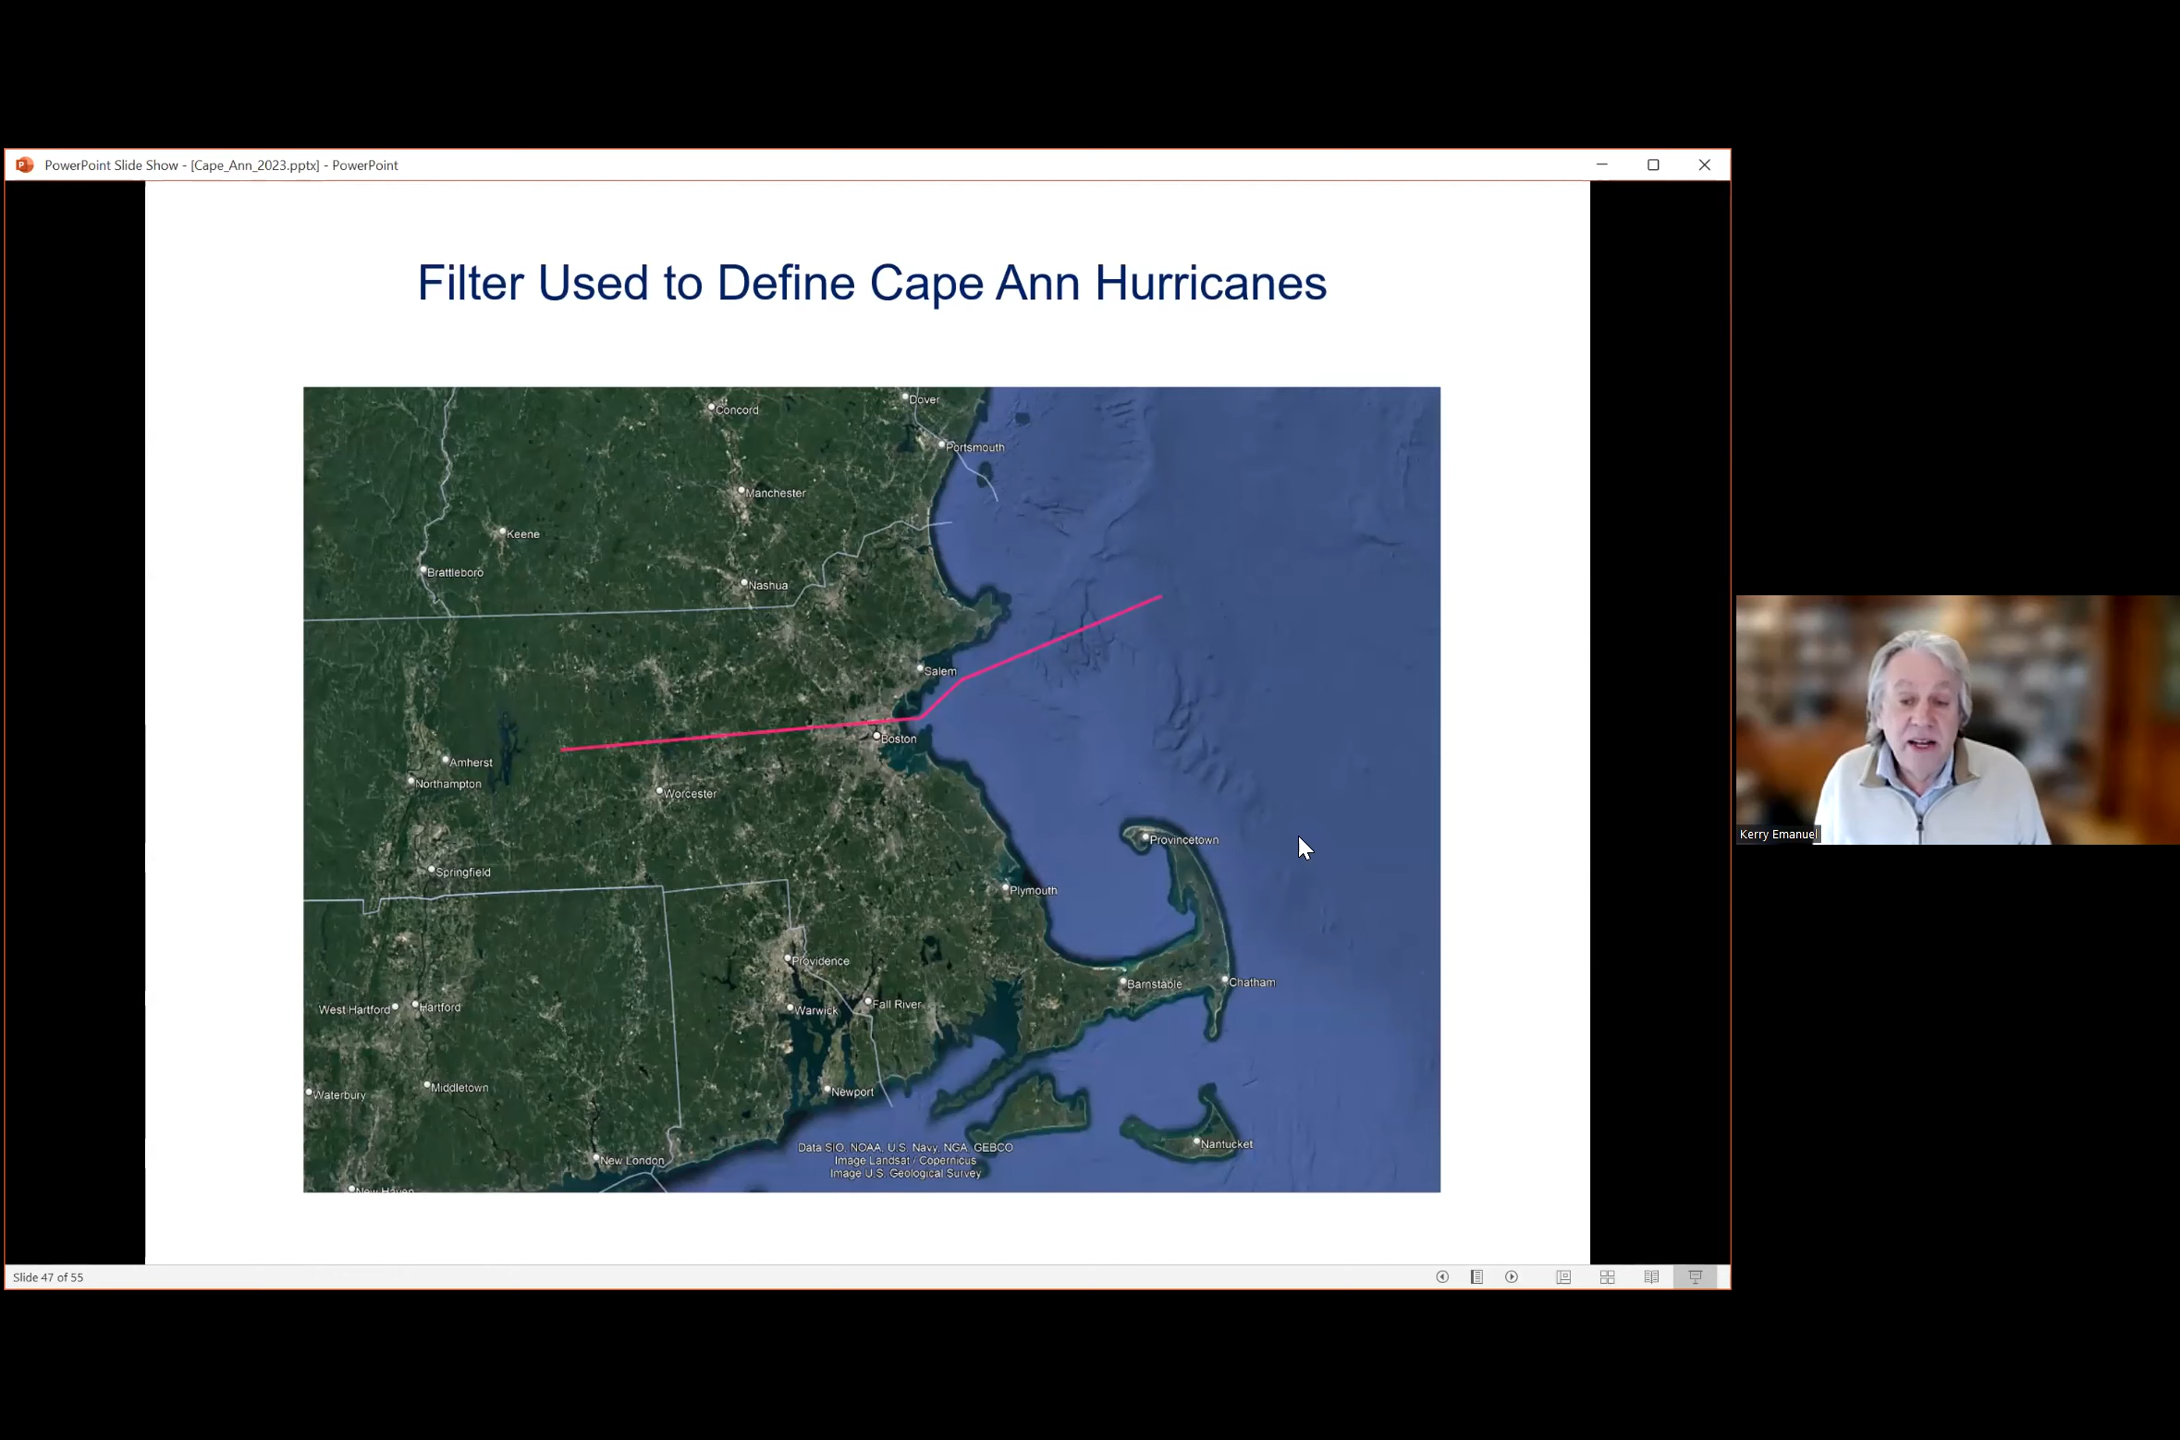 PowerPoint Slide Show - [Cape_Ann_2023.pptx] - PowerPoint
Filter Used to Define Cape Ann Hurricanes
Dover
Concord
Portsmouth
Manchester
Keene
Brattleboro
Nashua
Salem
Boston
Amherst
Northampton
Worcester
Provincetown
Springfield
Plymouth
Providence
Barnstable
Chatham
West Hartford
Hartford
Fall River
Warwick
Middletown
Waterbury
Newport
Nantucket
Data SIO, NOAA, U.S. Navy, NGA, GEBCO
Image Landsat / Copernicus
Image U.S. Geological Survey
New London
New Haven
Kerry Emanuel
Slide 47 of 55